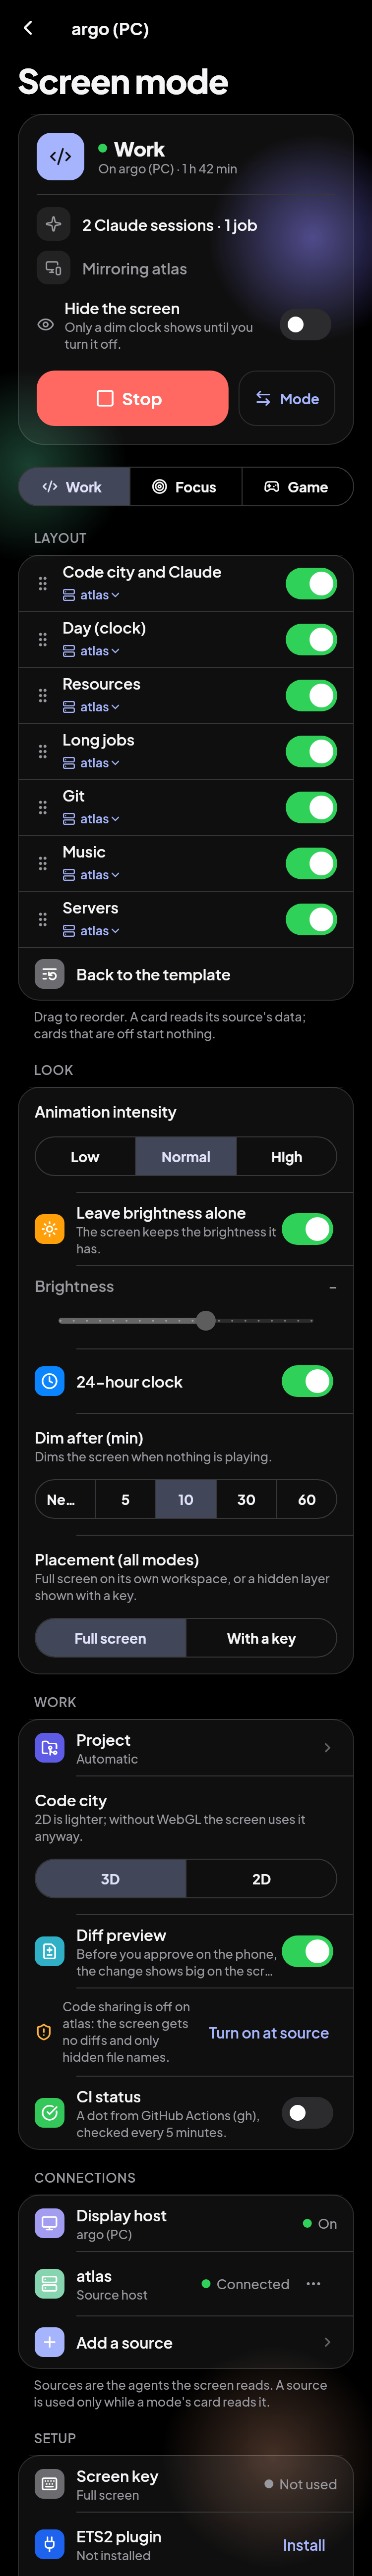 argo (PC)
Screen mode
Work
On argo (PC) · 1 h 42 min
2 Claude sessions · 1 job
Mirroring atlas
Hide the screen
Only a dim clock shows until you
turn it off.
Stop
Mode
Work
Focus
Game
LAYOUT
Code city and Claude
atlas
Day (clock)
atlas
Resources
atlas
Long jobs
atlas
Git
atlas
Music
atlas
Servers
atlas
Back to the template
Drag to reorder. A card reads its source's data;
cards that are off start nothing.
LOOK
Animation intensity
Low
Normal
High
Leave brightness alone
The screen keeps the brightness it
has.
Brightness
–
24-hour clock
Dim after (min)
Dims the screen when nothing is playing.
Ne…
5
10
30
60
Placement (all modes)
Full screen on its own workspace, or a hidden layer
shown with a key.
Full screen
With a key
WORK
Project
Automatic
Code city
2D is lighter; without WebGL the screen uses it
anyway.
3D
2D
Diff preview
Before you approve on the phone,
the change shows big on the scr…
Code sharing is off on
atlas: the screen gets
no diffs and only
hidden file names.
Turn on at source
CI status
A dot from GitHub Actions (gh),
checked every 5 minutes.
CONNECTIONS
Display host
argo (PC)
On
atlas
Source host
Connected
Add a source
Sources are the agents the screen reads. A source
is used only while a mode's card reads it.
SETUP
Screen key
Full screen
Not used
ETS2 plugin
Not installed
Install